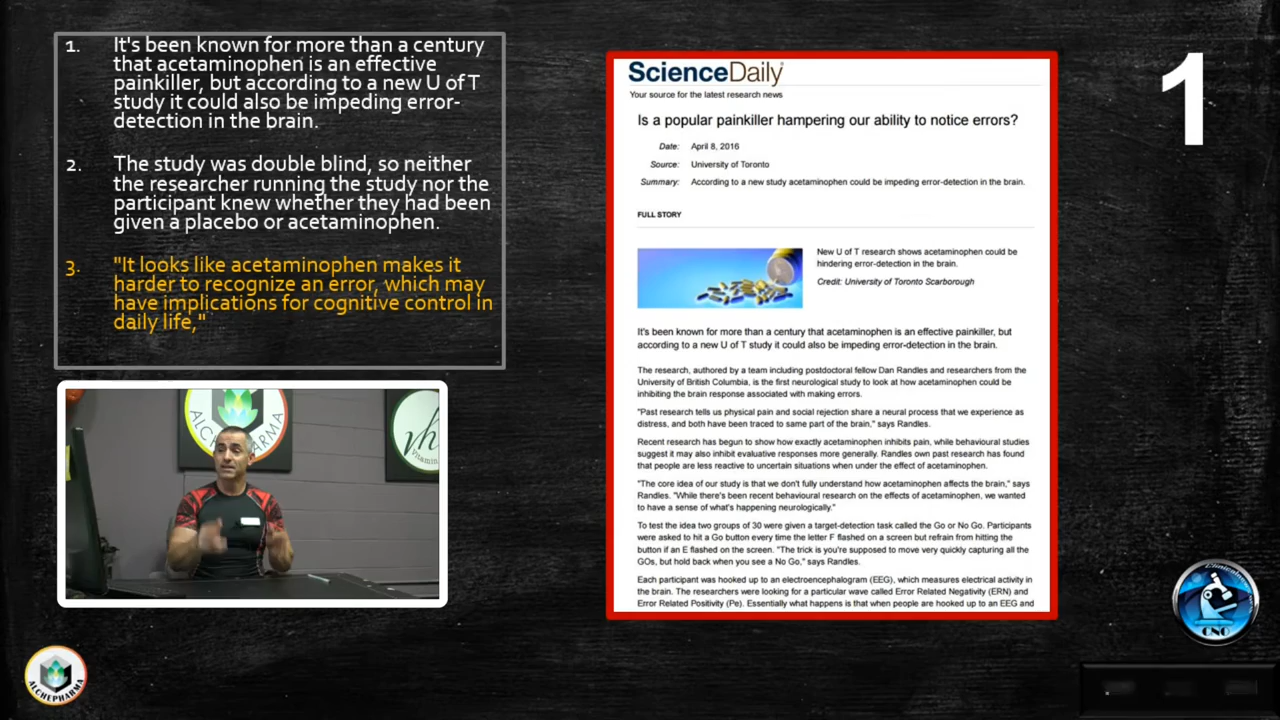 1. It's been known for more than a century
that acetaminophen is an effective
painkiller, but according to a new U of T
study it could also be impeding error-
detection in the brain.
2. The study was double blind, so neither
the researcher running the study nor the
participant knew whether they had been
given a placebo or acetaminophen.
3. "It looks like acetaminophen makes it
harder to recognize an error, which may
have implications for cognitive control in
daily life,"
ScienceDaily
Your source for the latest research news
Is a popular painkiller hampering our ability to notice errors?
Date: April 8, 2016
Source: University of Toronto
Summary: According to a new study acetaminophen could be impeding error-detection in the brain.
FULL STORY
New U of T research shows acetaminophen could be
hindering error-detection in the brain.
Credit: University of Toronto Scarborough
It's been known for more than a century that acetaminophen is an effective painkiller, but
according to a new U of T study it could also be impeding error-detection in the brain.
The research, authored by a team including postdoctoral fellow Dan Randles and researchers from the
University of British Columbia, is the first neurological study to look at how acetaminophen could be
inhibiting the brain response associated with making errors.
"Past research tells us physical pain and social rejection share a neural process that we experience as
distress, and both have been traced to same part of the brain," says Randles.
Recent research has begun to show how exactly acetaminophen inhibits pain, while behavioural studies
suggest it may also inhibit evaluative responses more generally. Randles own past research has found
that people are less reactive to uncertain situations when under the effect of acetaminophen.
"The core idea of our study is that we don't fully understand how acetaminophen affects the brain," says
Randles. "While there's been recent behavioural research on the effects of acetaminophen, we wanted
to have a sense of what's happening neurologically."
To test the idea two groups of 30 were given a target-detection task called the Go or No Go. Participants
were asked to hit a Go button every time the letter F flashed on a screen but refrain from hitting the
button if an E flashed on the screen. "The trick is you're supposed to move very quickly capturing all the
GOs, but hold back when you see a No Go," says Randles.
Each participant was hooked up to an electroencephalogram (EEG), which measures electrical activity in
the brain. The researchers were looking for a particular wave called Error Related Negativity (ERN) and
Error Related Positivity (Pe). Essentially what happens is that when people are hooked up to an EEG and
1
ALCHEPHARMA
vh
Vitamin
CNO
ALCHEPHARMA